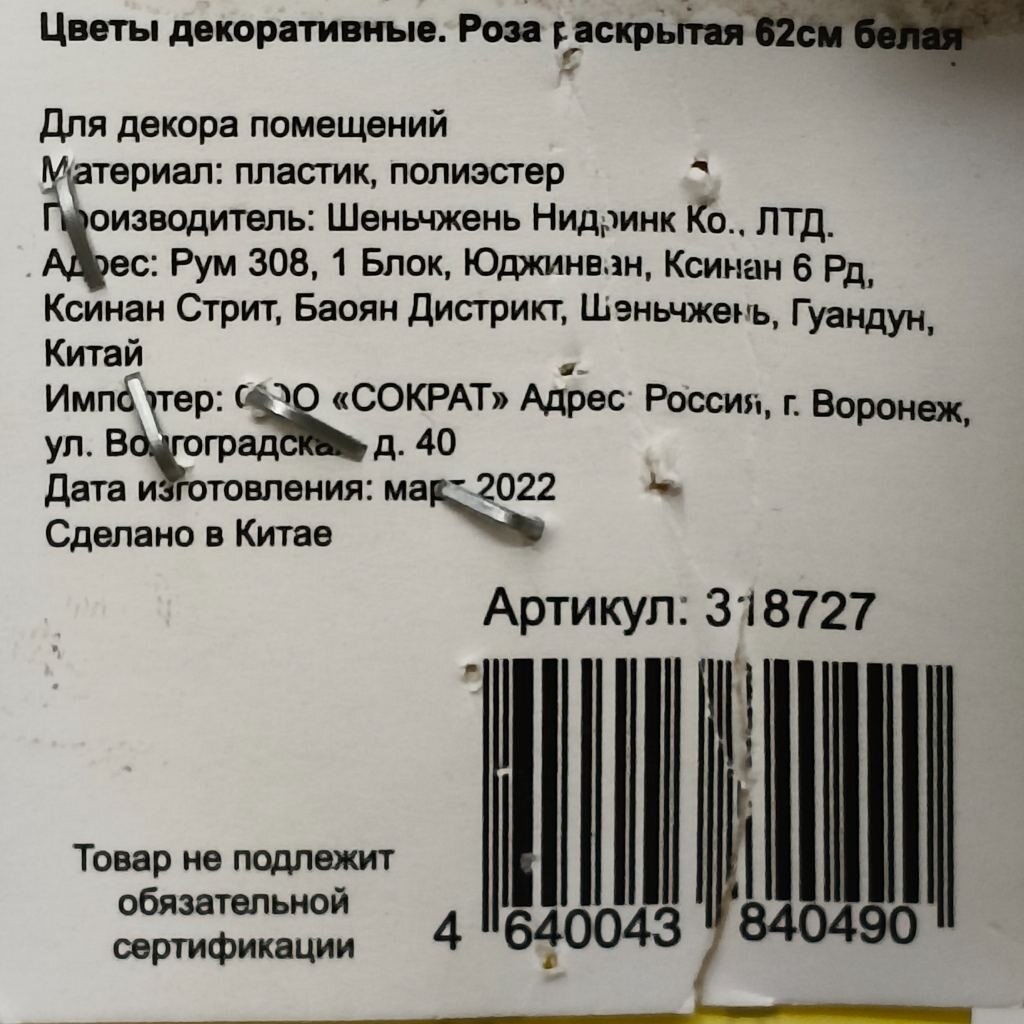 Цветы декоративные. Роза раскрытая 62см белая
Для декора помещений
Материал: пластик, полиэстер
Производитель: Шеньчжень Нидринк Ко., ЛТД.
Адрес: Рум 308, 1 Блок, Юджинван, Ксинан 6 Рд,
Ксинан Стрит, Баоян Дистрикт, Шэньчжень, Гуандун,
Китай
Импортер: ООО «СОКРАТ» Адрес: Россия, г. Воронеж,
ул. Волгоградская, д. 40
Дата изготовления: март 2022
Сделано в Китае
Артикул: 318727
Товар не подлежит
обязательной
сертификации
4 640043 840490